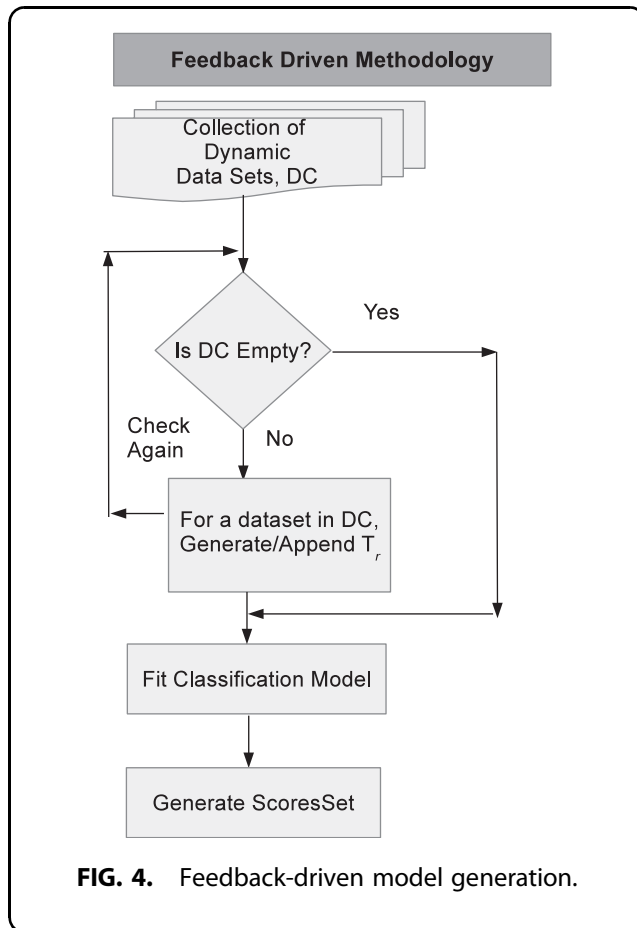 Feedback Driven Methodology
Collection of
Dynamic
Data Sets, DC
Is DC Empty?
Yes
No
Check
Again
For a dataset in DC,
Generate/Append T_r
Fit Classification Model
Generate ScoresSet
FIG. 4. Feedback-driven model generation.